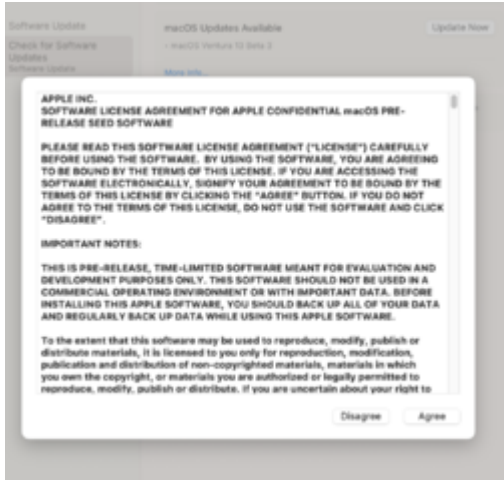 Software Update
macOS Updates Available
Update Now
Check for Software
Updates
Software Update
- macOS Ventura 13 Beta 3
More info...
APPLE INC.
SOFTWARE LICENSE AGREEMENT FOR APPLE CONFIDENTIAL macOS PRE-
RELEASE SEED SOFTWARE
PLEASE READ THIS SOFTWARE LICENSE AGREEMENT ("LICENSE") CAREFULLY
BEFORE USING THE SOFTWARE. BY USING THE SOFTWARE, YOU ARE AGREEING
TO BE BOUND BY THE TERMS OF THIS LICENSE. IF YOU ARE ACCESSING THE
SOFTWARE ELECTRONICALLY, SIGNIFY YOUR AGREEMENT TO BE BOUND BY THE
TERMS OF THIS LICENSE BY CLICKING THE "AGREE" BUTTON. IF YOU DO NOT
AGREE TO THE TERMS OF THIS LICENSE, DO NOT USE THE SOFTWARE AND CLICK
"DISAGREE".
IMPORTANT NOTES:
THIS IS PRE-RELEASE, TIME-LIMITED SOFTWARE MEANT FOR EVALUATION AND
DEVELOPMENT PURPOSES ONLY. THIS SOFTWARE SHOULD NOT BE USED IN A
COMMERCIAL OPERATING ENVIRONMENT OR WITH IMPORTANT DATA. BEFORE
INSTALLING THIS APPLE SOFTWARE, YOU SHOULD BACK UP ALL OF YOUR DATA
AND REGULARLY BACK UP DATA WHILE USING THIS APPLE SOFTWARE.
To the extent that this software may be used to reproduce, modify, publish or
distribute materials, it is licensed to you only for reproduction, modification,
publication and distribution of non-copyrighted materials, materials in which
you own the copyright, or materials you are authorized or legally permitted to
reproduce, modify, publish or distribute. If you are uncertain about your right to
Disagree
Agree